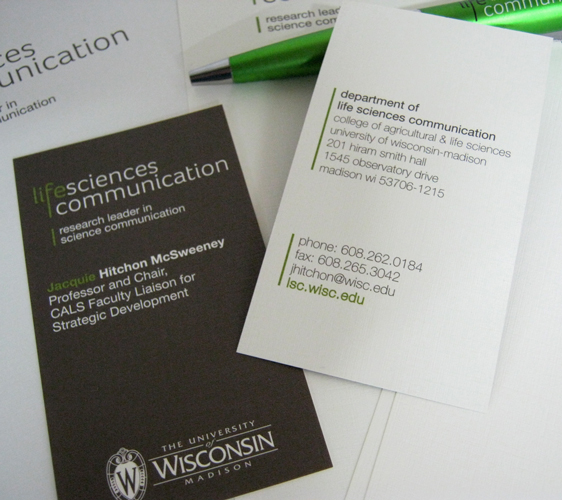 ces
unication
in
communication
life
communic
research leader
science comm
lifesciences
communication
research leader in
science communication
Jacquie Hitchon McSweeney
Professor and Chair,
CALS Faculty Liaison for
Strategic Development
THE UNIVERSITY
of
WISCONSIN
MADISON
W
department of
life sciences communication
college of agricultural & life sciences
university of wisconsin-madison
201 hiram smith hall
1545 observatory drive
madison wi 53706-1215
phone: 608.262.0184
fax: 608.265.3042
jhitchon@wisc.edu
lsc.wisc.edu